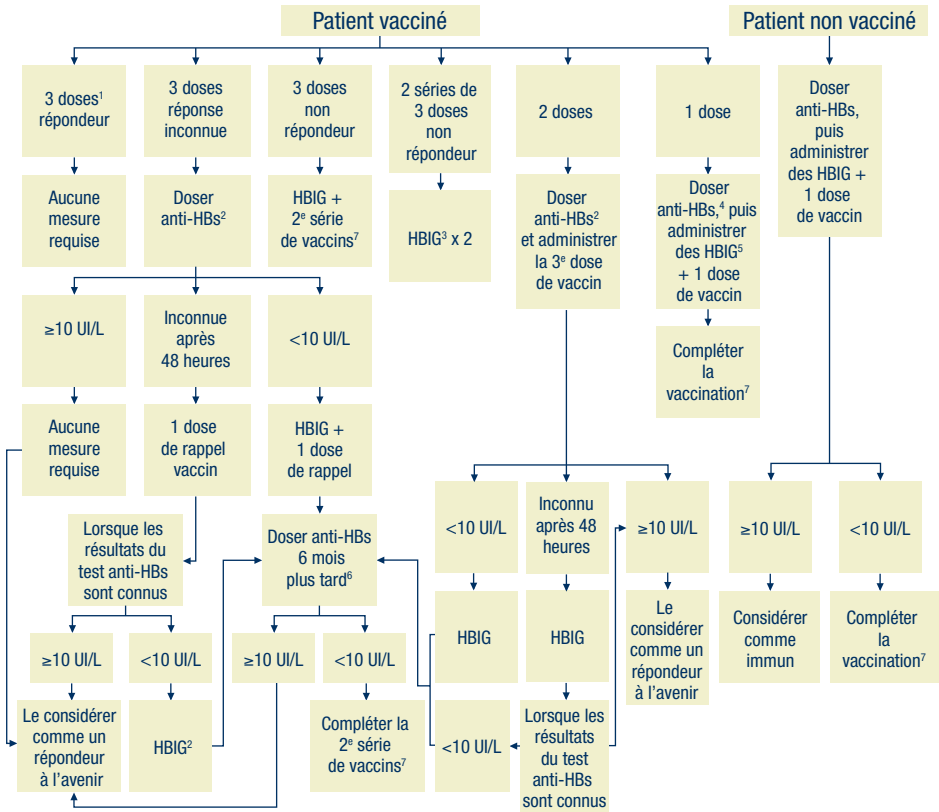 Patient vacciné
Patient non vacciné
3 doses¹
répondeur
3 doses
réponse
inconnue
3 doses
non
répondeur
2 séries de
3 doses
non
répondeur
2 doses
1 dose
Doser
anti-HBs,
puis
administrer
des HBIG +
1 dose
de vaccin
Aucune
mesure
requise
Doser
anti-HBs²
HBIG +
2ᵉ série
de vaccins⁷
HBIG³ x 2
Doser
anti-HBs²
et administrer
la 3ᵉ dose
de vaccin
Doser
anti-HBs,⁴ puis
administrer
des HBIG⁵
+ 1 dose
de vaccin
≥10 UI/L
Inconnue
après
48 heures
<10 UI/L
Compléter
la
vaccination⁷
Aucune
mesure
requise
1 dose
de rappel
vaccin
HBIG +
1 dose
de rappel
Lorsque les
résultats du
test anti-HBs
sont connus
Doser anti-HBs
6 mois
plus tard⁶
<10 UI/L
Inconnu
après 48
heures
≥10 UI/L
≥10 UI/L
<10 UI/L
HBIG
HBIG
Le
considérer
comme un
répondeur
à l’avenir
Considérer
comme
immun
Compléter
la
vaccination⁷
≥10 UI/L
<10 UI/L
≥10 UI/L
<10 UI/L
Le considérer
comme un
répondeur
à l’avenir
HBIG²
Compléter la
2ᵉ série
de vaccins⁷
<10 UI/L
Lorsque les
résultats
du test
anti-HBs
sont connus